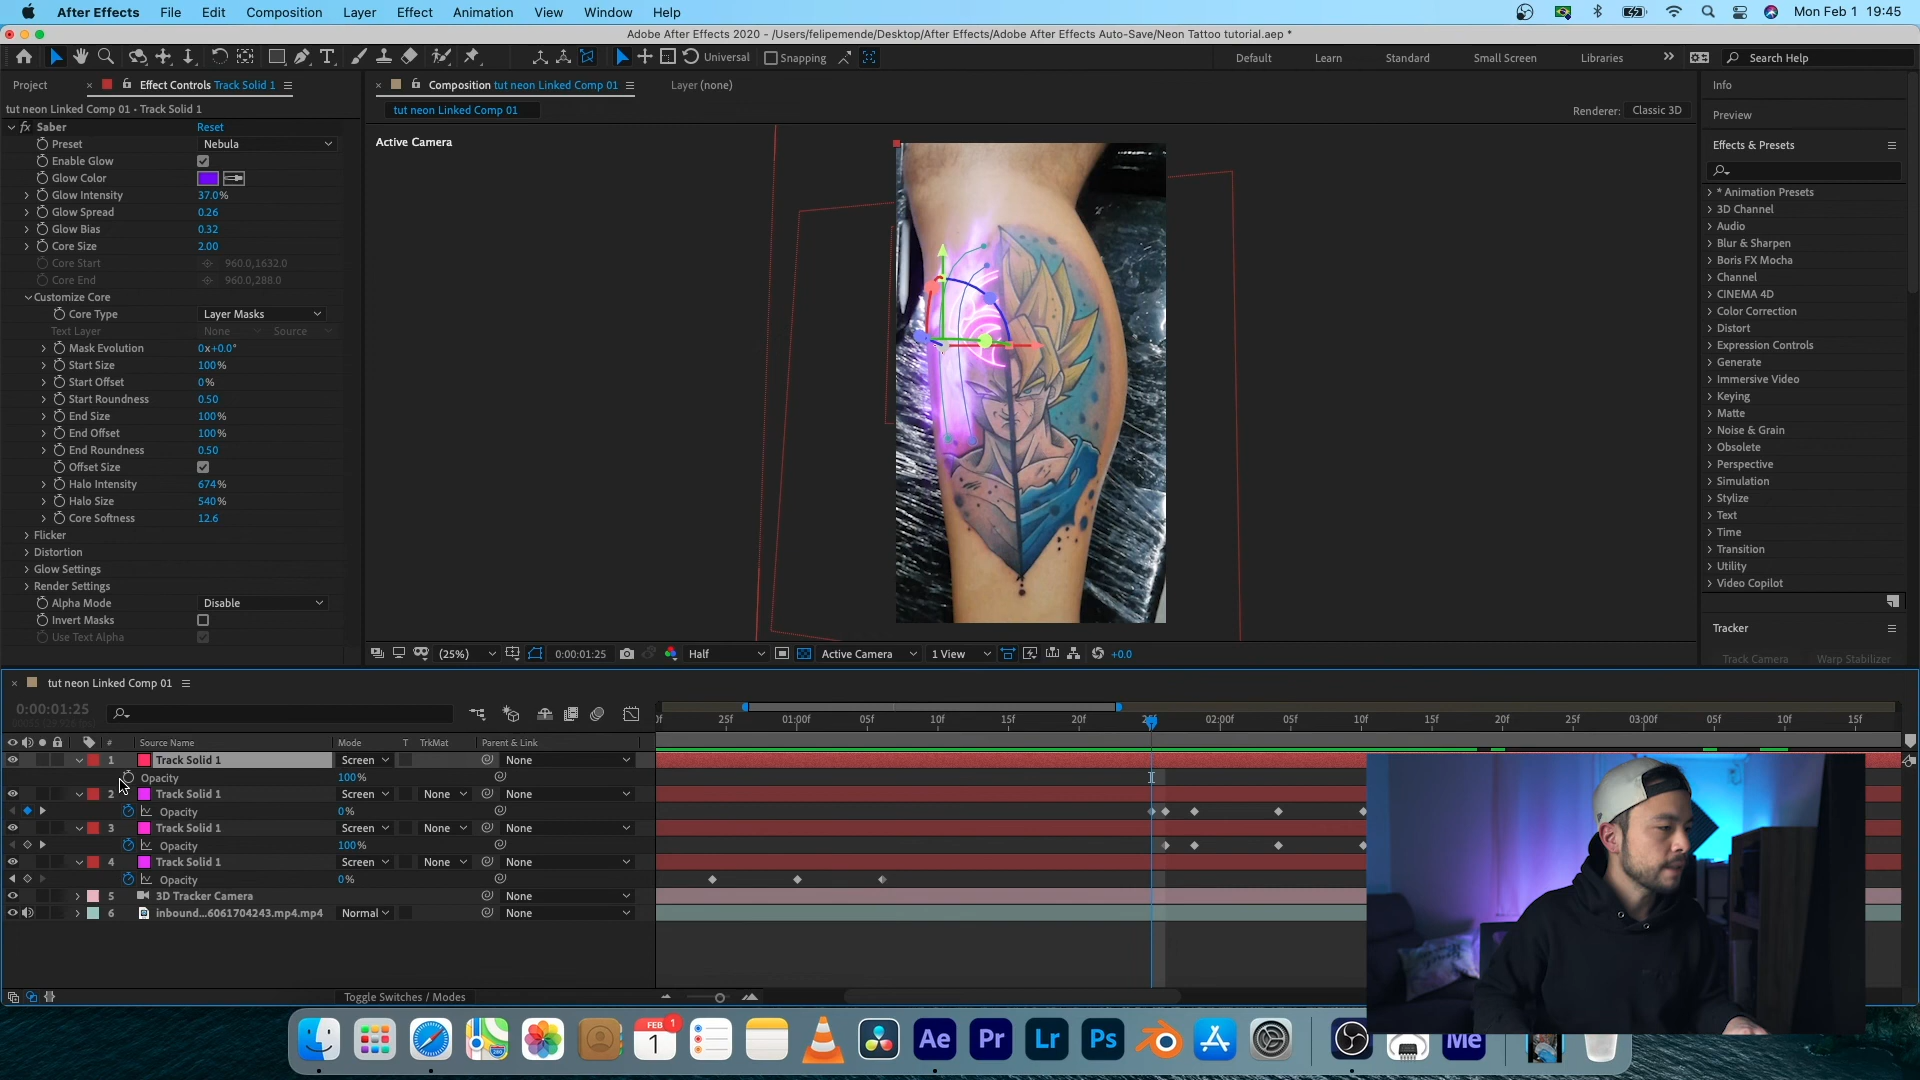 After Effects File Edit Composition Layer Effect Animation View Window Help Mon Feb 1 19:45
Adobe After Effects 2020 - /Users/felipemende/Desktop/After Effects/Adobe After Effects Auto-Save/Neon Tattoo tutorial.aep *
Universal Snapping Default Learn Standard Small Screen Libraries Search Help
Project Effect Controls Track Solid 1
tut neon Linked Comp 01 • Track Solid 1
fx Saber Reset
Preset Nebula
Enable Glow
Glow Color
Glow Intensity 37.0%
Glow Spread 0.26
Glow Bias 0.32
Core Size 2.00
Core Start 960.0,1632.0
Core End 960.0,288.0
Customize Core
Core Type Layer Masks
Text Layer None Source
Mask Evolution 0x+0.0°
Start Size 100%
Start Offset 0%
Start Roundness 0.50
End Size 100%
End Offset 100%
End Roundness 0.50
Offset Size
Halo Intensity 674%
Halo Size 540%
Core Softness 12.6
Flicker
Distortion
Glow Settings
Render Settings
Alpha Mode Disable
Invert Masks
Use Text Alpha
Composition tut neon Linked Comp 01 Layer (none)
tut neon Linked Comp 01 Renderer: Classic 3D
Active Camera
(25%) 0:00:01:25 Half Active Camera 1 View +0.0
Info
Preview
Effects & Presets
* Animation Presets
3D Channel
Audio
Blur & Sharpen
Boris FX Mocha
Channel
CINEMA 4D
Color Correction
Distort
Expression Controls
Generate
Immersive Video
Keying
Matte
Noise & Grain
Obsolete
Perspective
Simulation
Stylize
Text
Time
Transition
Utility
Video Copilot
Tracker
Track Camera Warp Stabilizer
tut neon Linked Comp 01
0:00:01:25
25f 01:00f 05f 10f 15f 20f 02:00f 05f 10f 15f 20f 25f 03:00f 05f 10f 15f
# Source Name Mode T TrkMat Parent & Link
1 Track Solid 1 Screen None
Opacity 100%
2 Track Solid 1 Screen None None
Opacity 0%
3 Track Solid 1 Screen None None
Opacity 100%
4 Track Solid 1 Screen None None
Opacity 0%
5 3D Tracker Camera None
6 inbound...6061704243.mp4.mp4 Normal None
Toggle Switches / Modes
FEB 1 1 Ae Pr Lr Ps Me